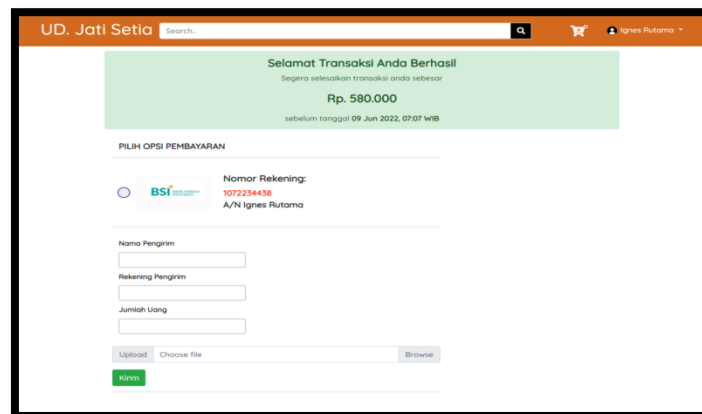 UD. Jati Setia Search.. Ignes Rutama
Selamat Transaksi Anda Berhasil
Segera selesaikan transaksi anda sebesar
Rp. 580.000
sebelum tanggal 09 Jun 2022, 07:07 WIB
PILIH OPSI PEMBAYARAN
Nomor Rekening:
BSI 1072234438
A/N Ignes Rutama
Nama Pengirim
Rekening Pengirim
Jumlah Uang
Upload Choose file Browse
Kirim